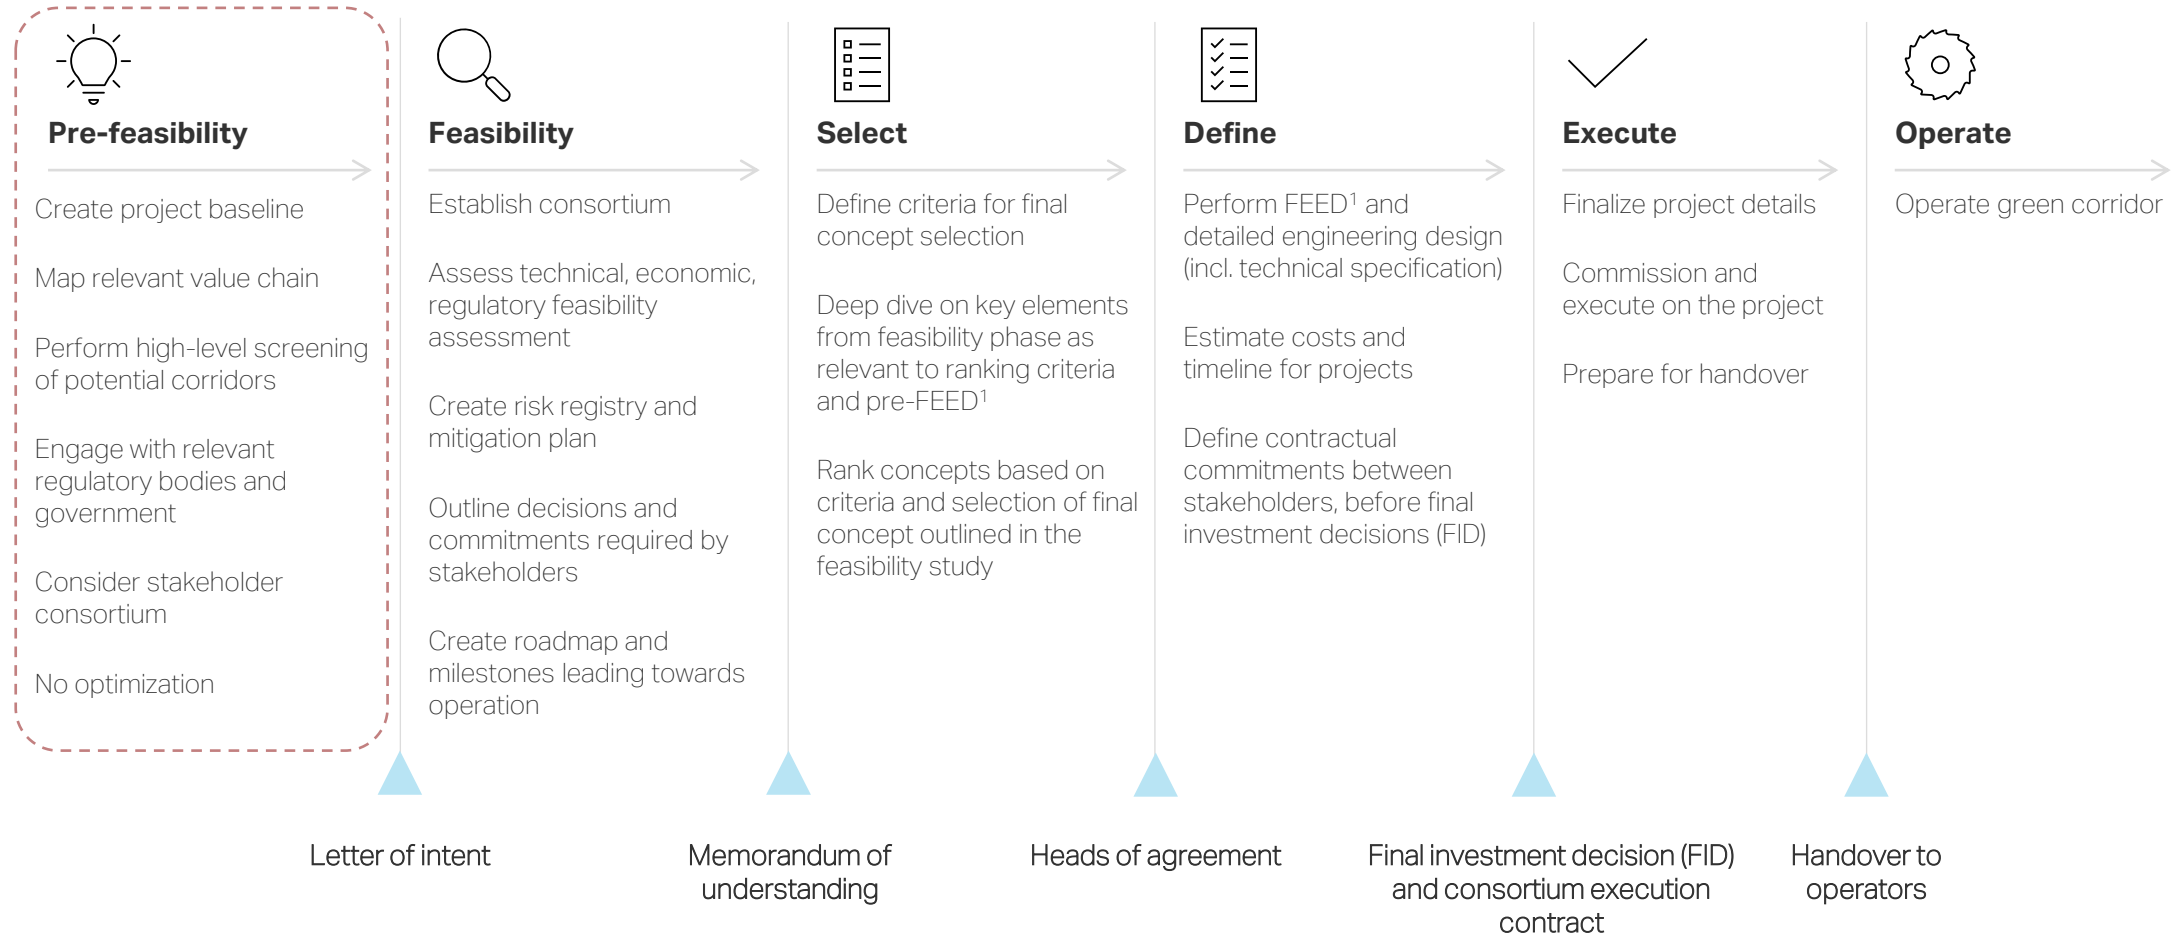 Pre-feasibility
Create project baseline
Map relevant value chain
Perform high-level screening
of potential corridors
Engage with relevant
regulatory bodies and
government
Consider stakeholder
consortium
No optimization
Feasibility
Establish consortium
Assess technical, economic,
regulatory feasibility
assessment
Create risk registry and
mitigation plan
Outline decisions and
commitments required by
stakeholders
Create roadmap and
milestones leading towards
operation
Select
Define criteria for final
concept selection
Deep dive on key elements
from feasibility phase as
relevant to ranking criteria
and pre-FEED¹
Rank concepts based on
criteria and selection of final
concept outlined in the
feasibility study
Define
Perform FEED¹ and
detailed engineering design
(incl. technical specification)
Estimate costs and
timeline for projects
Define contractual
commitments between
stakeholders, before final
investment decisions (FID)
Execute
Finalize project details
Commission and
execute on the project
Prepare for handover
Operate
Operate green corridor
Letter of intent
Memorandum of
understanding
Heads of agreement
Final investment decision (FID)
and consortium execution
contract
Handover to
operators